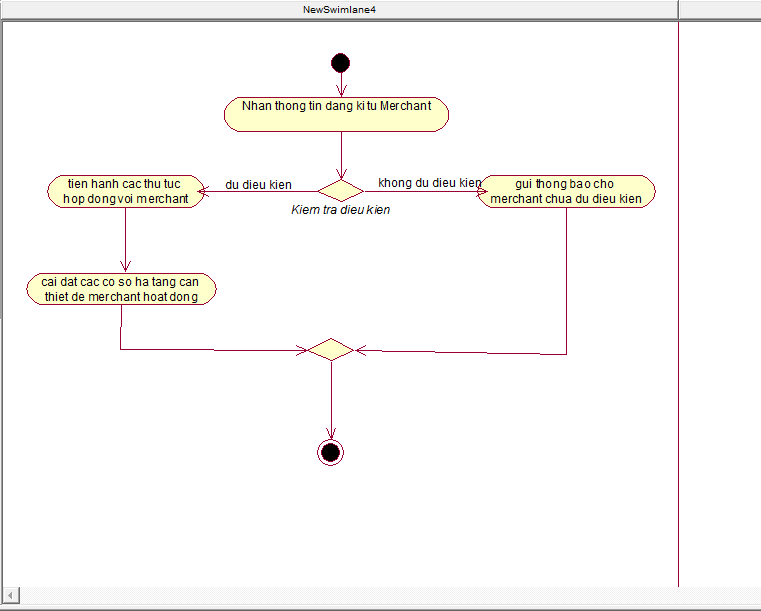 NewSwimlane4
Nhan thong tin dang ki tu Merchant
tien hanh cac thu tuc
hop dong voi merchant
du dieu kien
khong du dieu kien
gui thong bao cho
merchant chua du dieu kien
Kiem tra dieu kien
cai dat cac co so ha tang can
thiet de merchant hoat dong